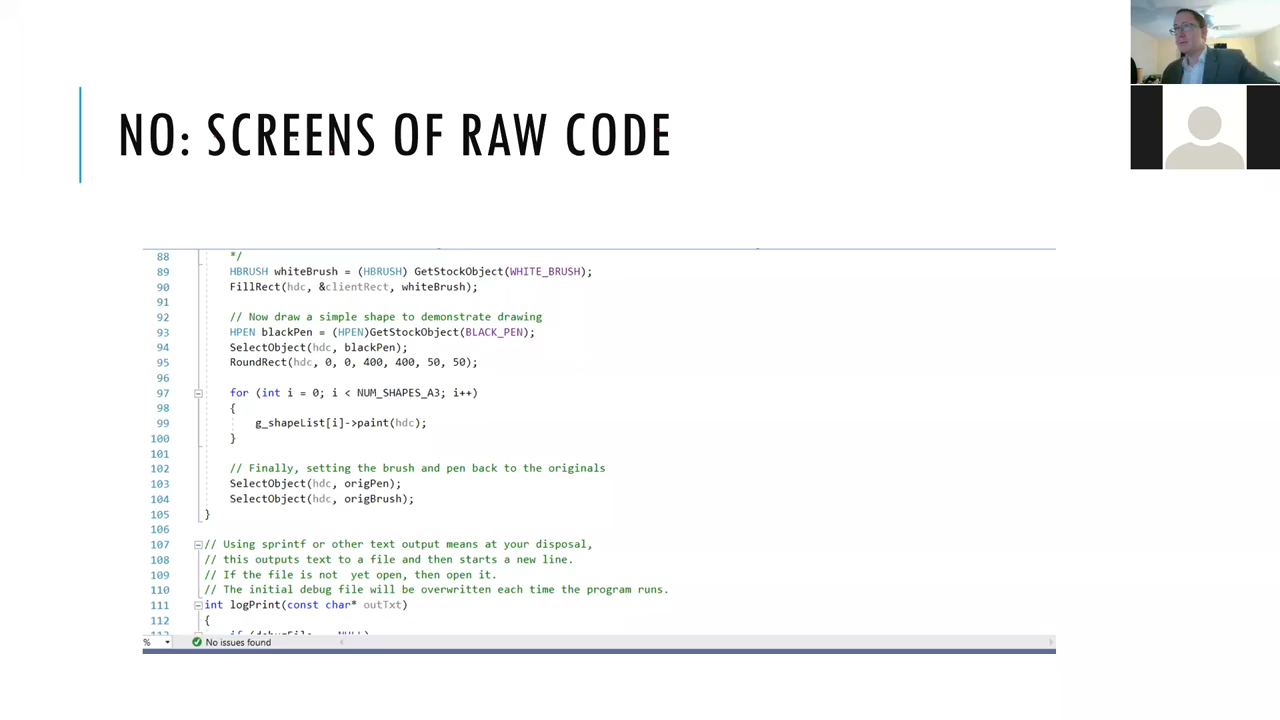 NO: SCREENS OF RAW CODE
88 */
89 HBRUSH whiteBrush = (HBRUSH) GetStockObject(WHITE_BRUSH);
90 FillRect(hdc, &clientRect, whiteBrush);
91
92 // Now draw a simple shape to demonstrate drawing
93 HPEN blackPen = (HPEN)GetStockObject(BLACK_PEN);
94 SelectObject(hdc, blackPen);
95 RoundRect(hdc, 0, 0, 400, 400, 50, 50);
96
97 for (int i = 0; i < NUM_SHAPES_A3; i++)
98 {
99 g_shapeList[i]->paint(hdc);
100 }
101
102 // Finally, setting the brush and pen back to the originals
103 SelectObject(hdc, origPen);
104 SelectObject(hdc, origBrush);
105 }
106
107 // Using sprintf or other text output means at your disposal,
108 // this outputs text to a file and then starts a new line.
109 // If the file is not yet open, then open it.
110 // The initial debug file will be overwritten each time the program runs.
111 int logPrint(const char* outTxt)
112 {
% No issues found